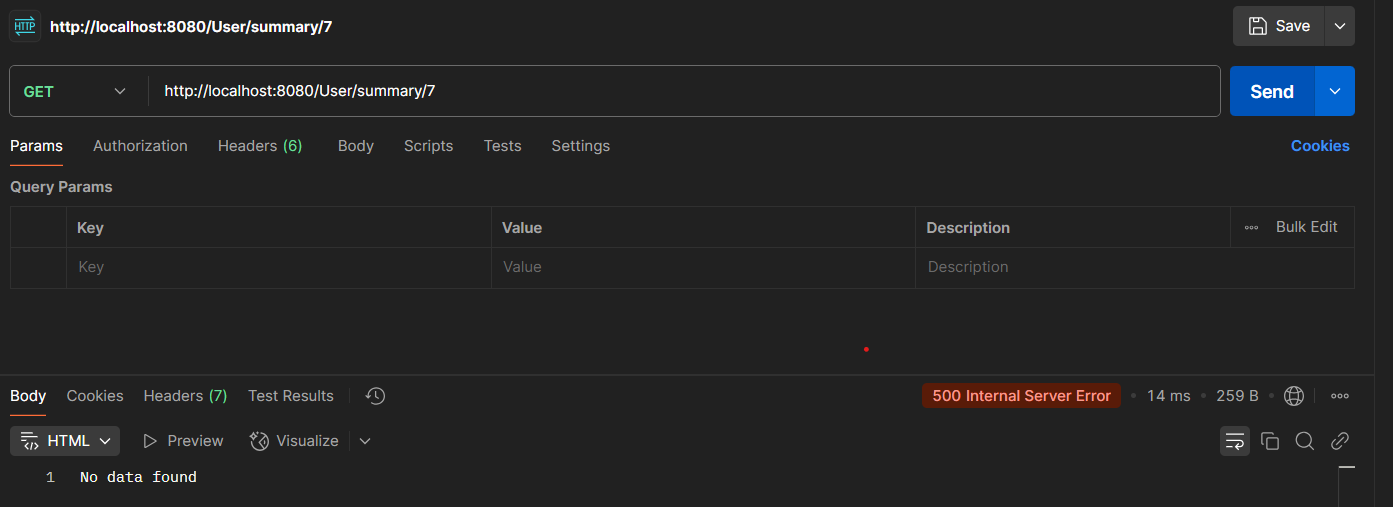 HTTP http://localhost:8080/User/summary/7 Save
GET http://localhost:8080/User/summary/7 Send
Params Authorization Headers (6) Body Scripts Tests Settings Cookies
Query Params
Key Value Description Bulk Edit
Key Value Description
Body Cookies Headers (7) Test Results 500 Internal Server Error • 14 ms • 259 B •
HTML Preview Visualize
1 No data found